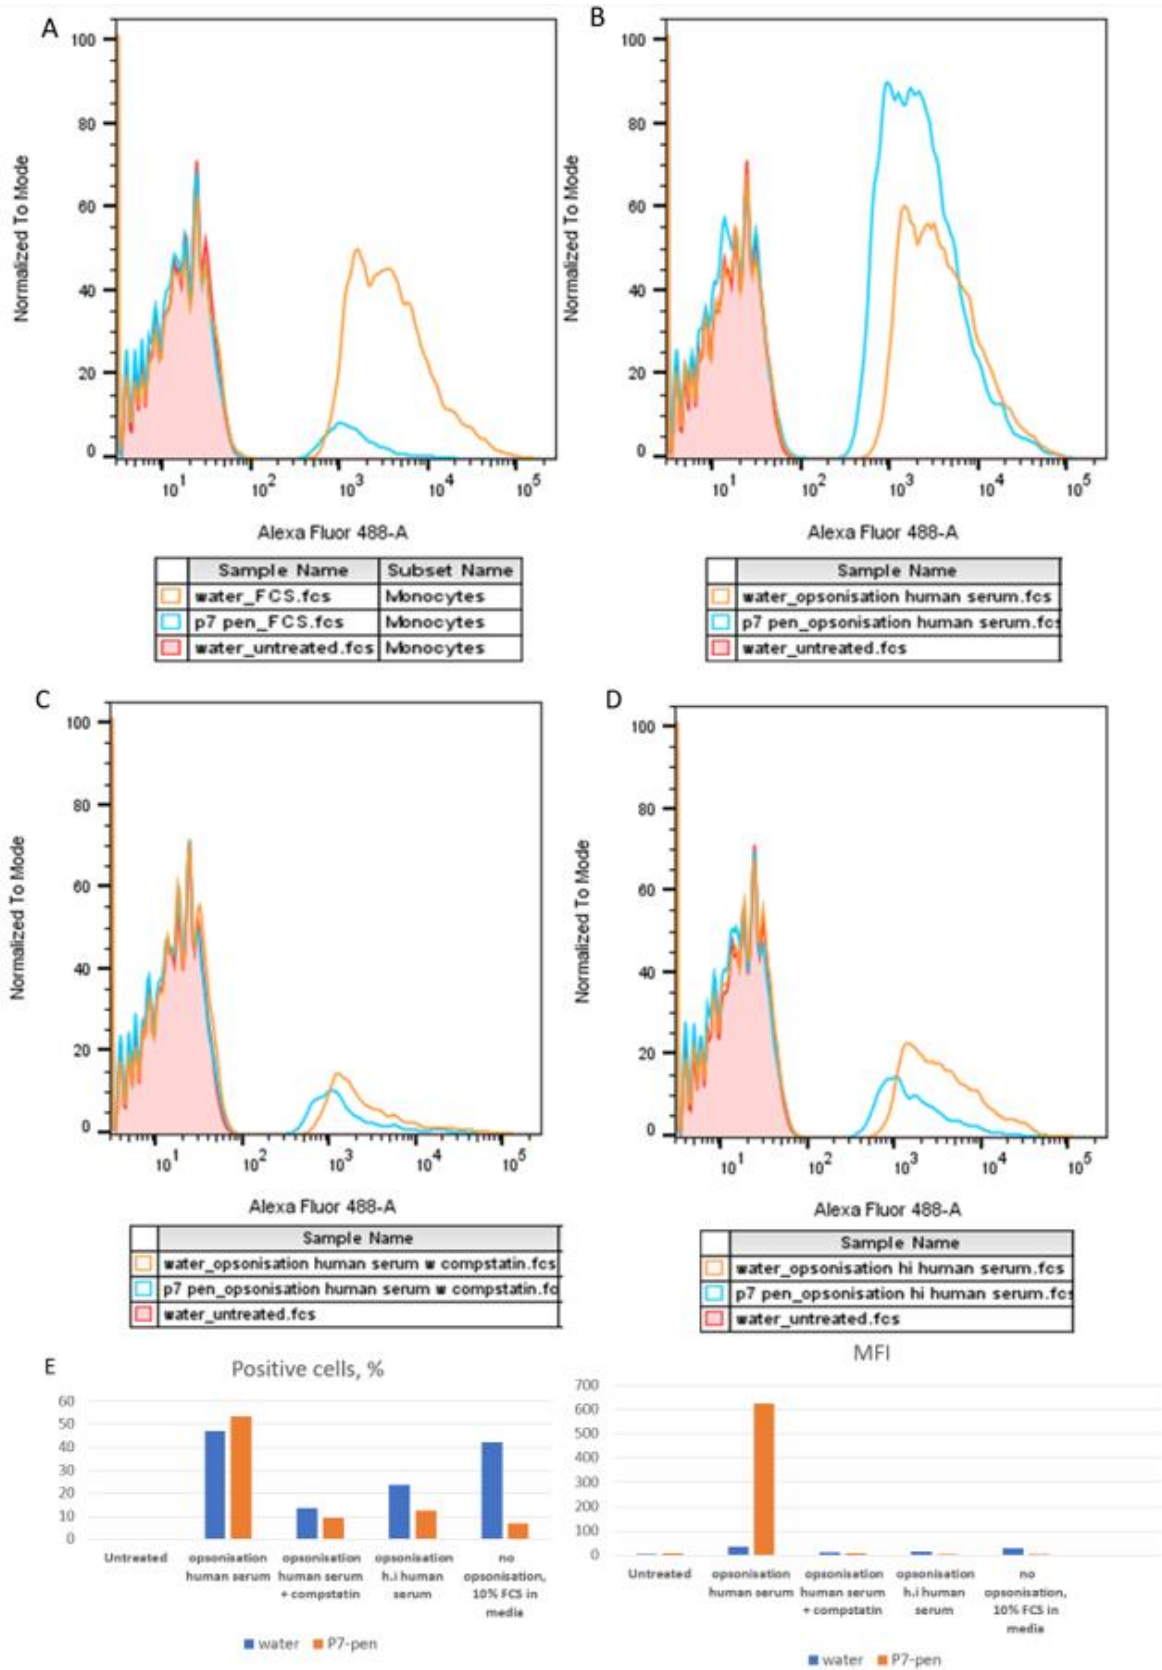 A
100
80
60
40
20
0
Normalized To Mode
10^1 10^2 10^3 10^4 10^5
Alexa Fluor 488-A
Sample Name Subset Name
water_FCS.fcs Monocytes
p7 pen_FCS.fcs Monocytes
water_untreated.fcs Monocytes
B
100
80
60
40
20
0
Normalized To Mode
10^1 10^2 10^3 10^4 10^5
Alexa Fluor 488-A
Sample Name
water_opsonisation human serum.fcs
p7 pen_opsonisation human serum.fcs
water_untreated.fcs
C
100
80
60
40
20
0
Normalized To Mode
10^1 10^2 10^3 10^4 10^5
Alexa Fluor 488-A
Sample Name
water_opsonisation human serum w compstatin.fcs
p7 pen_opsonisation human serum w compstatin.fc
water_untreated.fcs
D
100
80
60
40
20
0
Normalized To Mode
10^1 10^2 10^3 10^4 10^5
Alexa Fluor 488-A
Sample Name
water_opsonisation hi human serum.fcs
p7 pen_opsonisation hi human serum.fcs
water_untreated.fcs
E
Positive cells, %
60
50
40
30
20
10
0
Untreated
opsonisation
human serum
opsonisation
human serum
+ compstatin
opsonisation
h.i human
serum
no
opsonisation,
10% FCS in
media
water P7-pen
MFI
700
600
500
400
300
200
100
0
Untreated
opsonisation
human serum
opsonisation
human serum
+ compstatin
opsonisation
h.i human
serum
no
opsonisation,
10% FCS in
media
water P7-pen